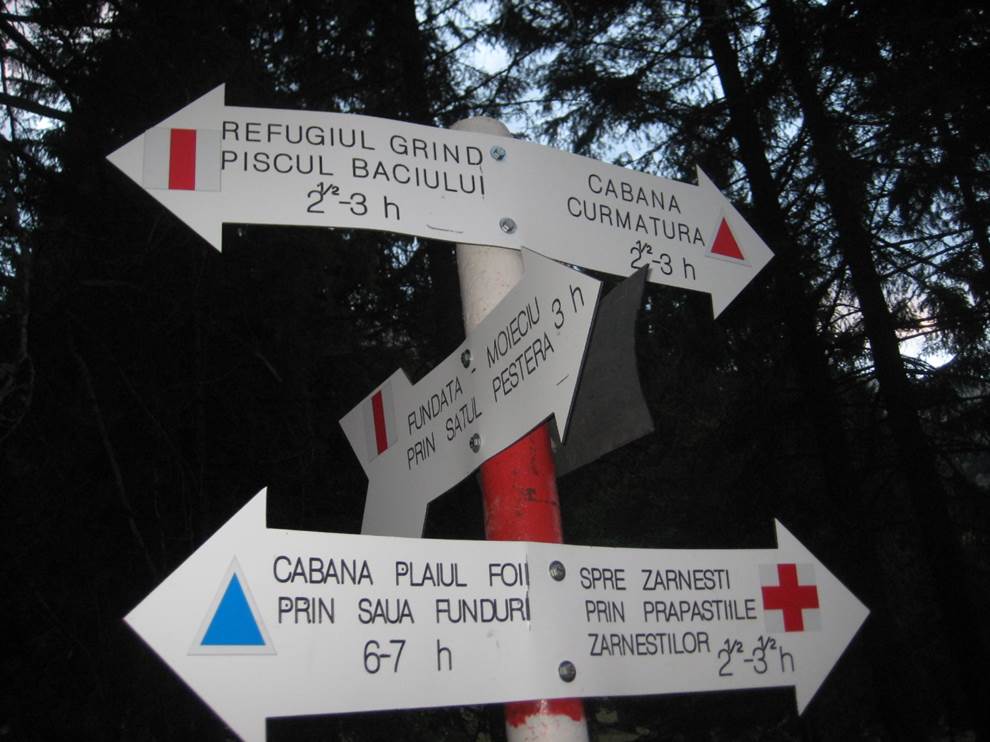 REFUGIUL GRIND
PISCUL BACIULUI
2½-3 h
CABANA
CURMATURA
2½-3 h
FUNDATA - MOIECIU 3 h
PRIN SATUL PESTERA
CABANA PLAIUL FOII
PRIN SAUA FUNDURI
6-7 h
SPRE ZARNESTI
PRIN PRAPASTIILE
ZARNESTILOR 2½-3½ h